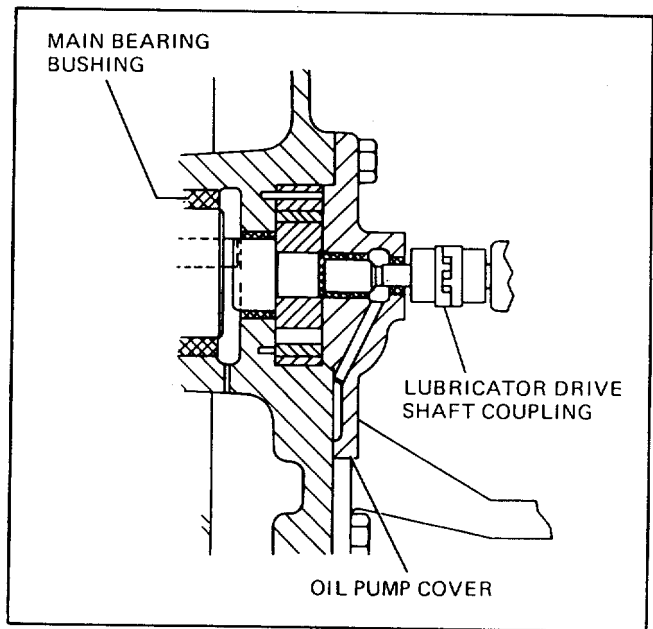 MAIN BEARING
BUSHING
LUBRICATOR DRIVE
SHAFT COUPLING
OIL PUMP COVER